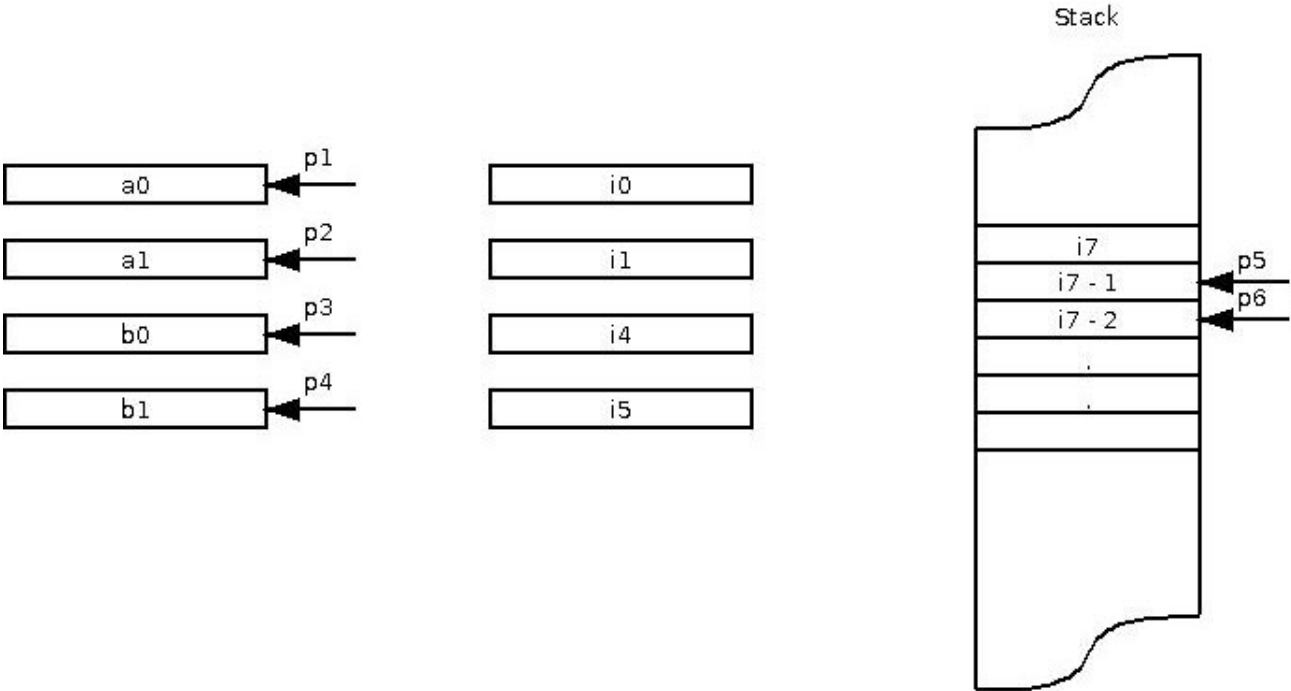 Stack
p1
a0
i0
p2
a1
i1
i7
p5
i7 - 1
p3
p6
b0
i4
i7 - 2
.
p4
b1
i5
.